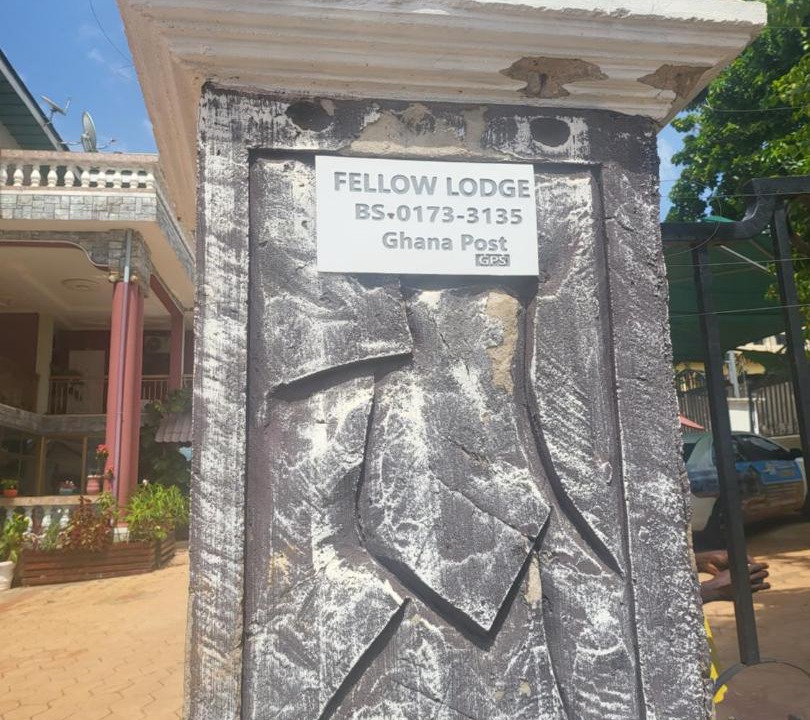 FELLOW LODGE
BS-0173-3135
Ghana Post
GPS